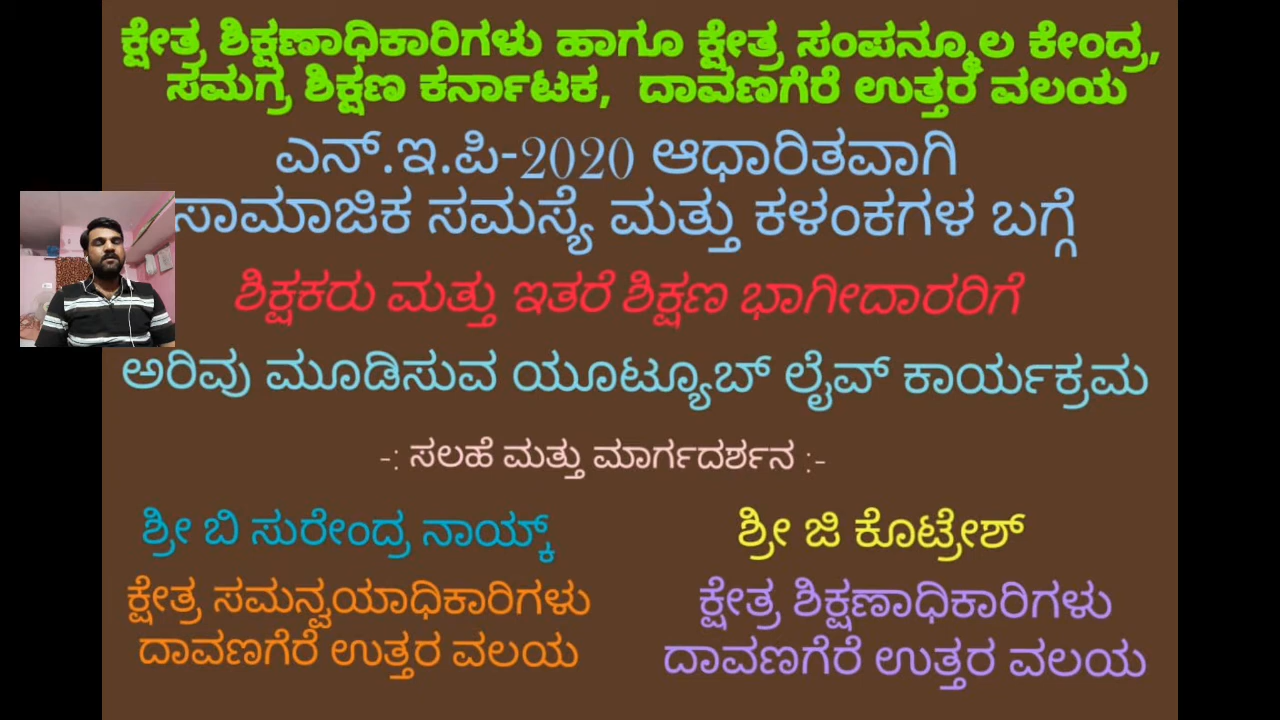 ಕ್ಷೇತ್ರ ಶಿಕ್ಷಣಾಧಿಕಾರಿಗಳು ಹಾಗೂ ಕ್ಷೇತ್ರ ಸಂಪನ್ಮೂಲ ಕೇಂದ್ರ,
ಸಮಗ್ರ ಶಿಕ್ಷಣ ಕರ್ನಾಟಕ, ದಾವಣಗೆರೆ ಉತ್ತರ ವಲಯ
ಎನ್.ಇ.ಪಿ-2020 ಆಧಾರಿತವಾಗಿ
ಸಾಮಾಜಿಕ ಸಮಸ್ಯೆ ಮತ್ತು ಕಳಂಕಗಳ ಬಗ್ಗೆ
ಶಿಕ್ಷಕರು ಮತ್ತು ಇತರೆ ಶಿಕ್ಷಣ ಭಾಗೀದಾರರಿಗೆ
ಅರಿವು ಮೂಡಿಸುವ ಯೂಟ್ಯೂಬ್ ಲೈವ್ ಕಾರ್ಯಕ್ರಮ
-: ಸಲಹೆ ಮತ್ತು ಮಾರ್ಗದರ್ಶನ :-
ಶ್ರೀ ಬಿ ಸುರೇಂದ್ರ ನಾಯ್ಕ್
ಕ್ಷೇತ್ರ ಸಮನ್ವಯಾಧಿಕಾರಿಗಳು
ದಾವಣಗೆರೆ ಉತ್ತರ ವಲಯ
ಶ್ರೀ ಜಿ ಕೊಟ್ರೇಶ್
ಕ್ಷೇತ್ರ ಶಿಕ್ಷಣಾಧಿಕಾರಿಗಳು
ದಾವಣಗೆರೆ ಉತ್ತರ ವಲಯ